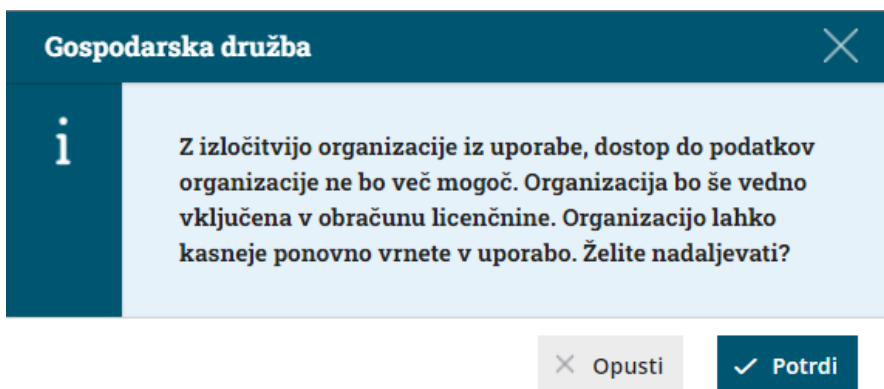 Gospodarska družba
Z izločitvijo organizacije iz uporabe, dostop do podatkov
organizacije ne bo več mogoč. Organizacija bo še vedno
vključena v obračunu licenčnine. Organizacijo lahko
kasneje ponovno vrnete v uporabo. Želite nadaljevati?
Opusti
Potrdi